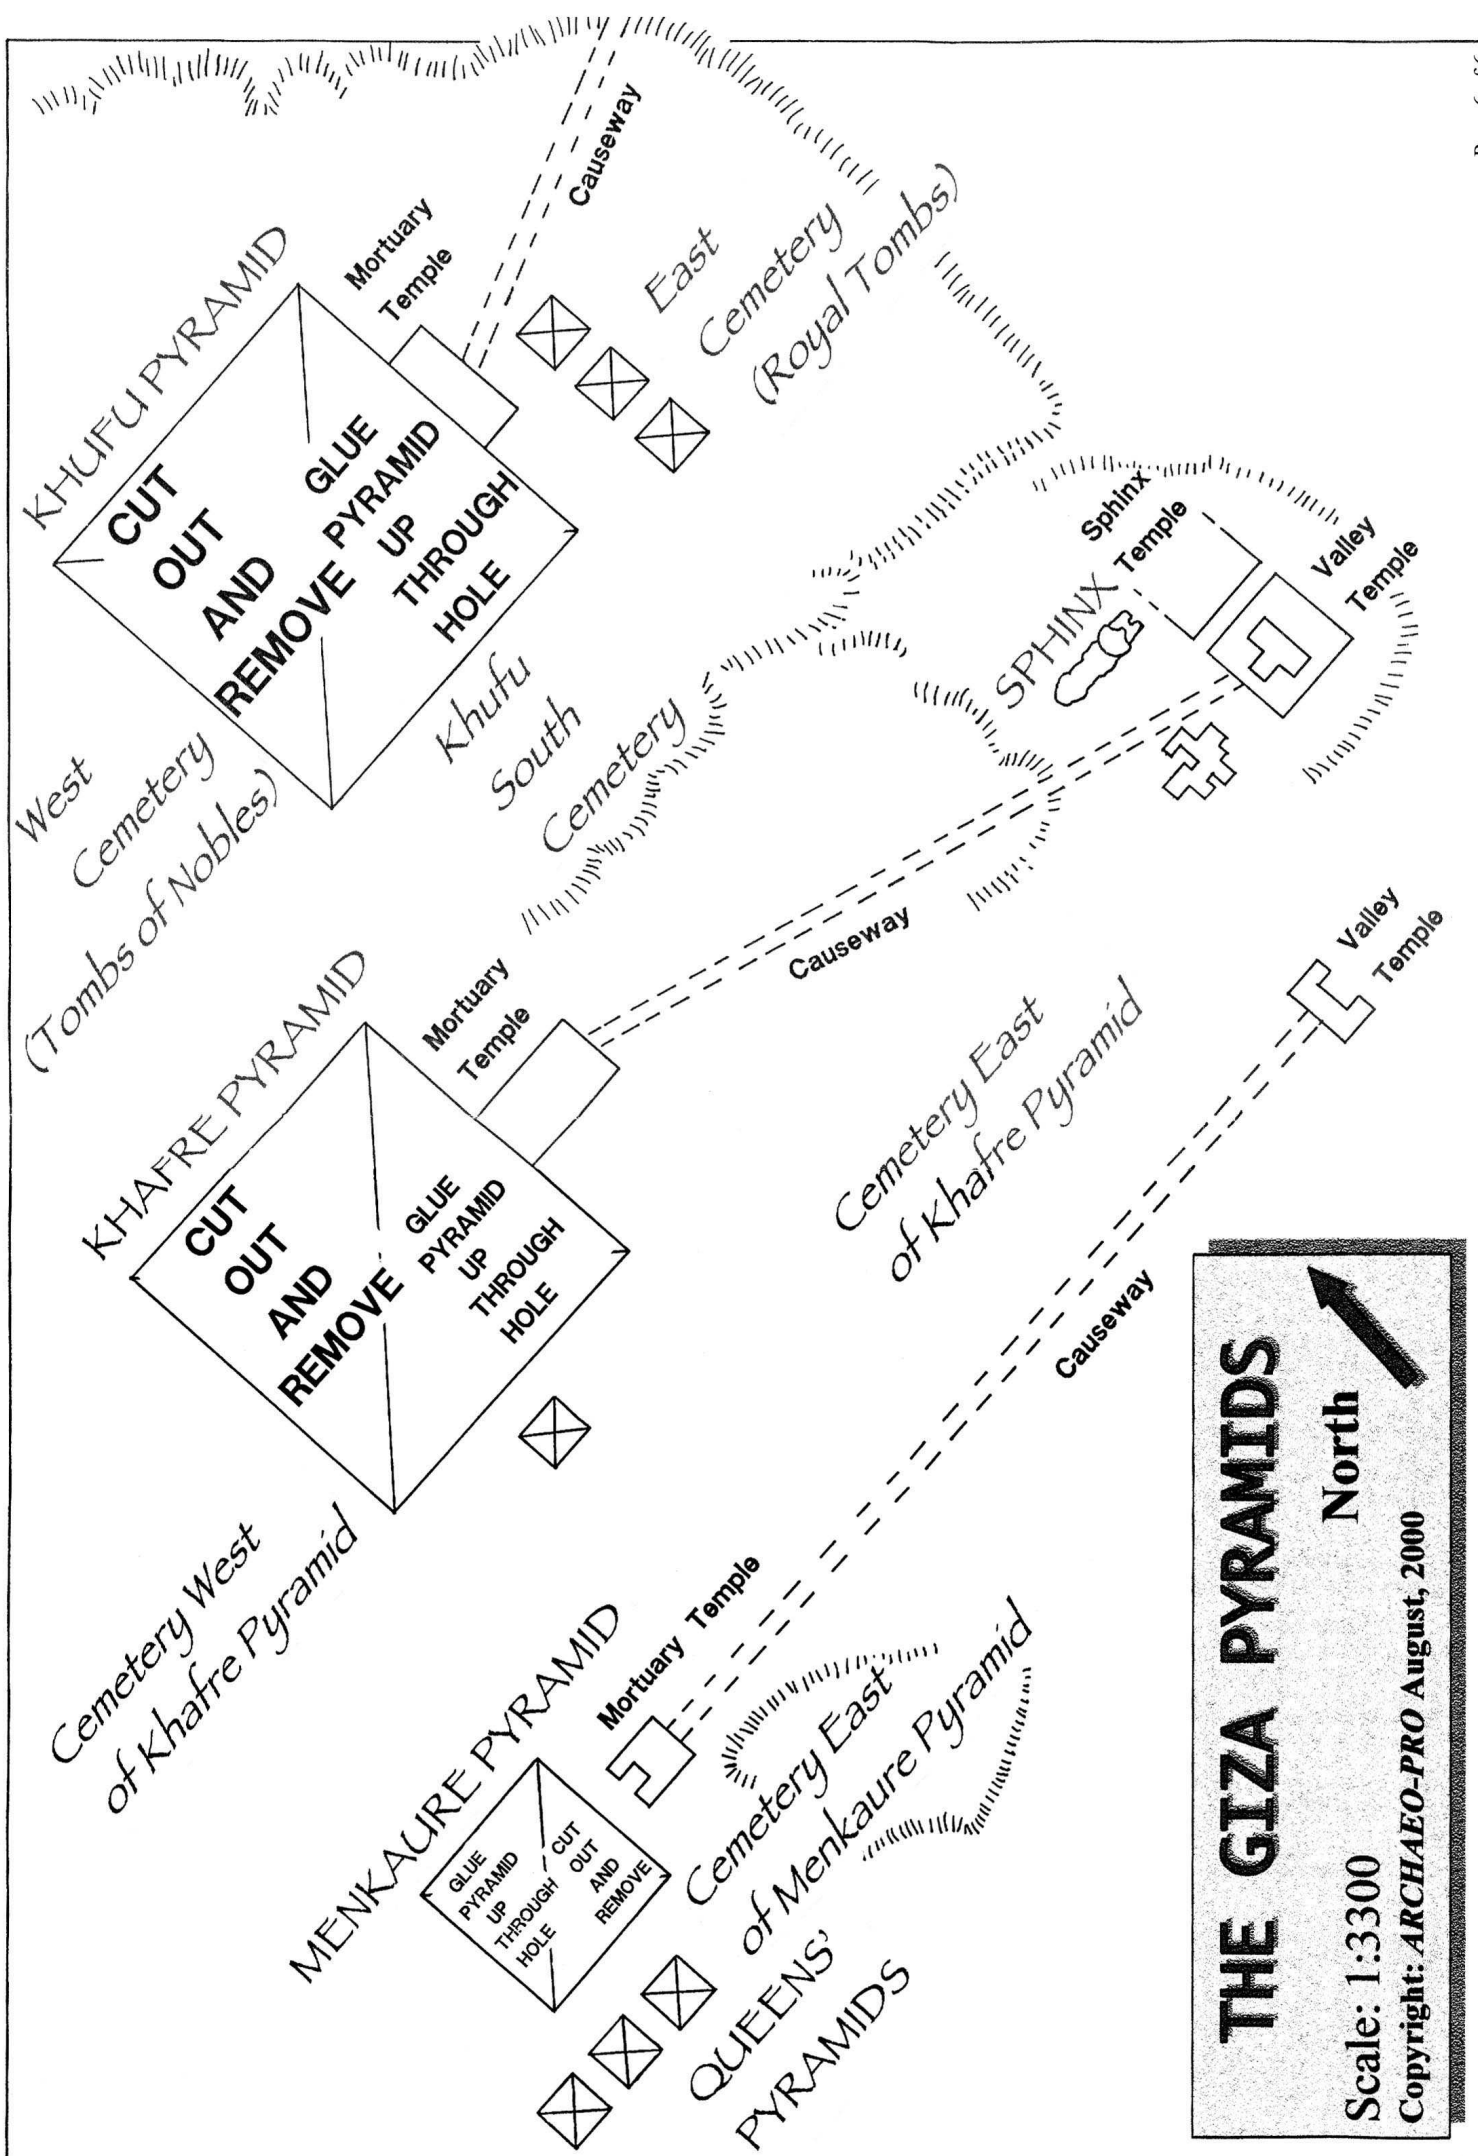 KHUFU PYRAMID
CUT
OUT
AND
REMOVE
GLUE
PYRAMID
UP
THROUGH
HOLE
Mortuary
Temple
Causeway
East
Cemetery
(Royal Tombs)
West
Cemetery
(Tombs of Nobles)
Khufu
South
Cemetery
SPHINX
Sphinx
Temple
Valley
Temple
KHAFRE PYRAMID
CUT
OUT
AND
REMOVE
GLUE
PYRAMID
UP
THROUGH
HOLE
Mortuary
Temple
Causeway
Cemetery East
of Khafre Pyramid
Valley
Temple
Causeway
Cemetery West
of Khafre Pyramid
MENKAURE PYRAMID
GLUE
PYRAMID
UP
THROUGH
HOLE
CUT
OUT
AND
REMOVE
Mortuary Temple
Cemetery East
of Menkaure Pyramid
QUEENS'
PYRAMIDS
THE GIZA PYRAMIDS
Scale: 1:3300
North
Copyright: ARCHAEO-PRO August, 2000